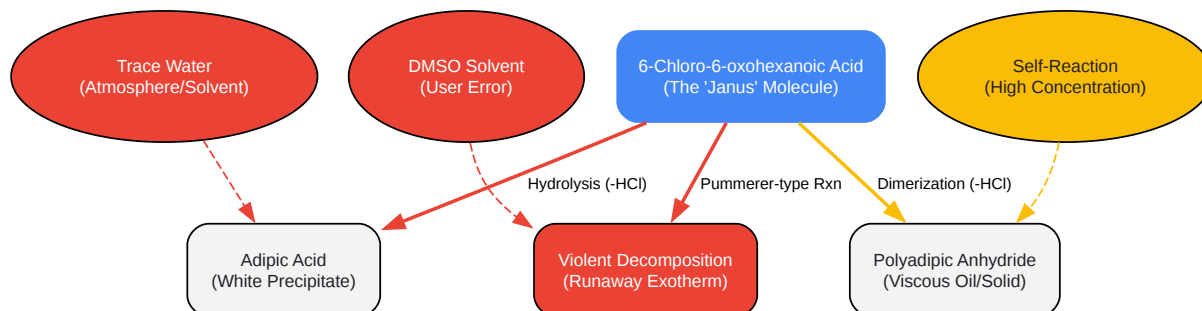 Trace Water
(Atmosphere/Solvent)
DMSO Solvent
(User Error)
6-Chloro-6-oxohexanoic Acid
(The 'Janus' Molecule)
Self-Reaction
(High Concentration)
Hydrolysis (-HCl)
Pummerer-type Rxn
Dimerization (-HCl)
Adipic Acid
(White Precipitate)
Violent Decomposition
(Runaway Exotherm)
Polyadipic Anhydride
(Viscous Oil/Solid)